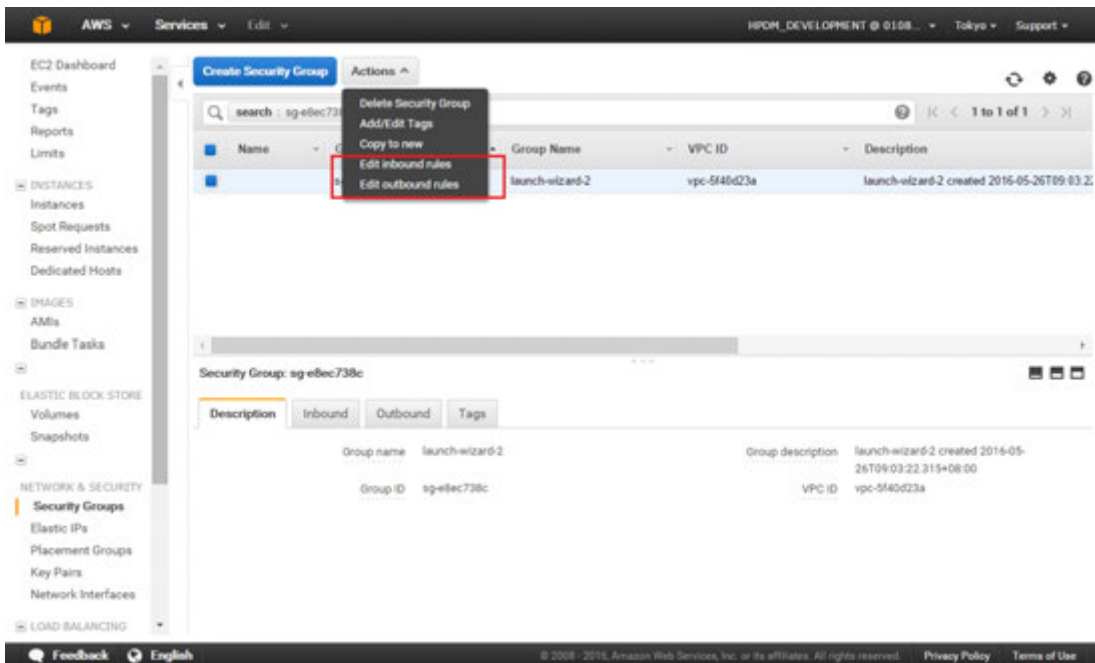 AWS Services Edit HPDM_DEVELOPMENT @ 0108... Tokyo Support
EC2 Dashboard
Events
Tags
Reports
Limits
INSTANCES
Instances
Spot Requests
Reserved Instances
Dedicated Hosts
IMAGES
AMIs
Bundle Tasks
ELASTIC BLOCK STORE
Volumes
Snapshots
NETWORK & SECURITY
Security Groups
Elastic IPs
Placement Groups
Key Pairs
Network Interfaces
LOAD BALANCING
Create Security Group Actions
search : sg-e8ec73 1 to 1 of 1
Delete Security Group
Add/Edit Tags
Copy to new
Edit inbound rules
Edit outbound rules
Name Group Name VPC ID Description
launch-wizard-2 vpc-5f40d23a launch-wizard-2 created 2016-05-26T09:03:22
Security Group: sg-e8ec738c
Description Inbound Outbound Tags
Group name launch-wizard-2 Group description launch-wizard-2 created 2016-05-
26T09:03:22.315+08:00
Group ID sg-e8ec738c VPC ID vpc-5f40d23a
Feedback English © 2008 - 2016, Amazon Web Services, Inc. or its affiliates. All rights reserved. Privacy Policy Terms of Use